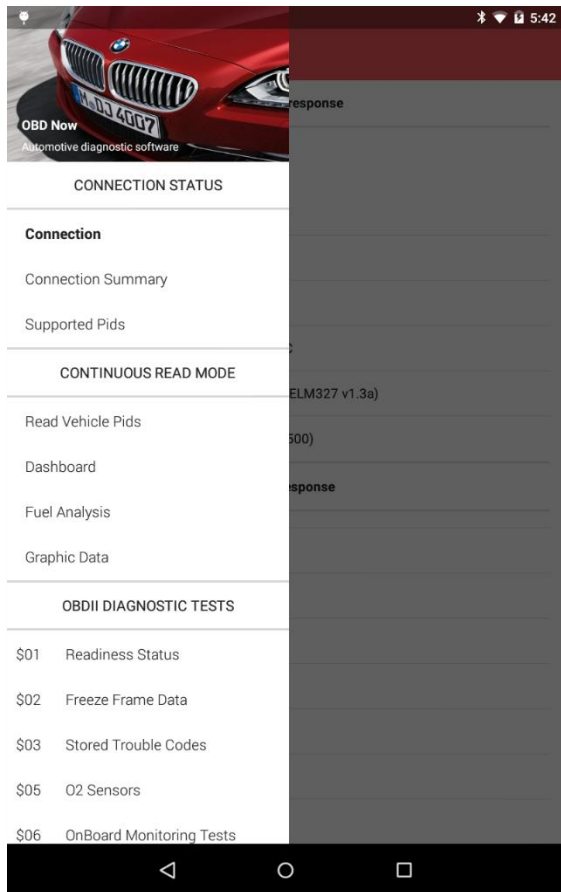 5:42
M·DJ 4007
OBD Now
Automotive diagnostic software
CONNECTION STATUS
Connection
Connection Summary
Supported Pids
CONTINUOUS READ MODE
Read Vehicle Pids
Dashboard
Fuel Analysis
Graphic Data
OBDII DIAGNOSTIC TESTS
$01 Readiness Status
$02 Freeze Frame Data
$03 Stored Trouble Codes
$05 O2 Sensors
$06 OnBoard Monitoring Tests
response
ELM327 v1.3a)
500)
esponse